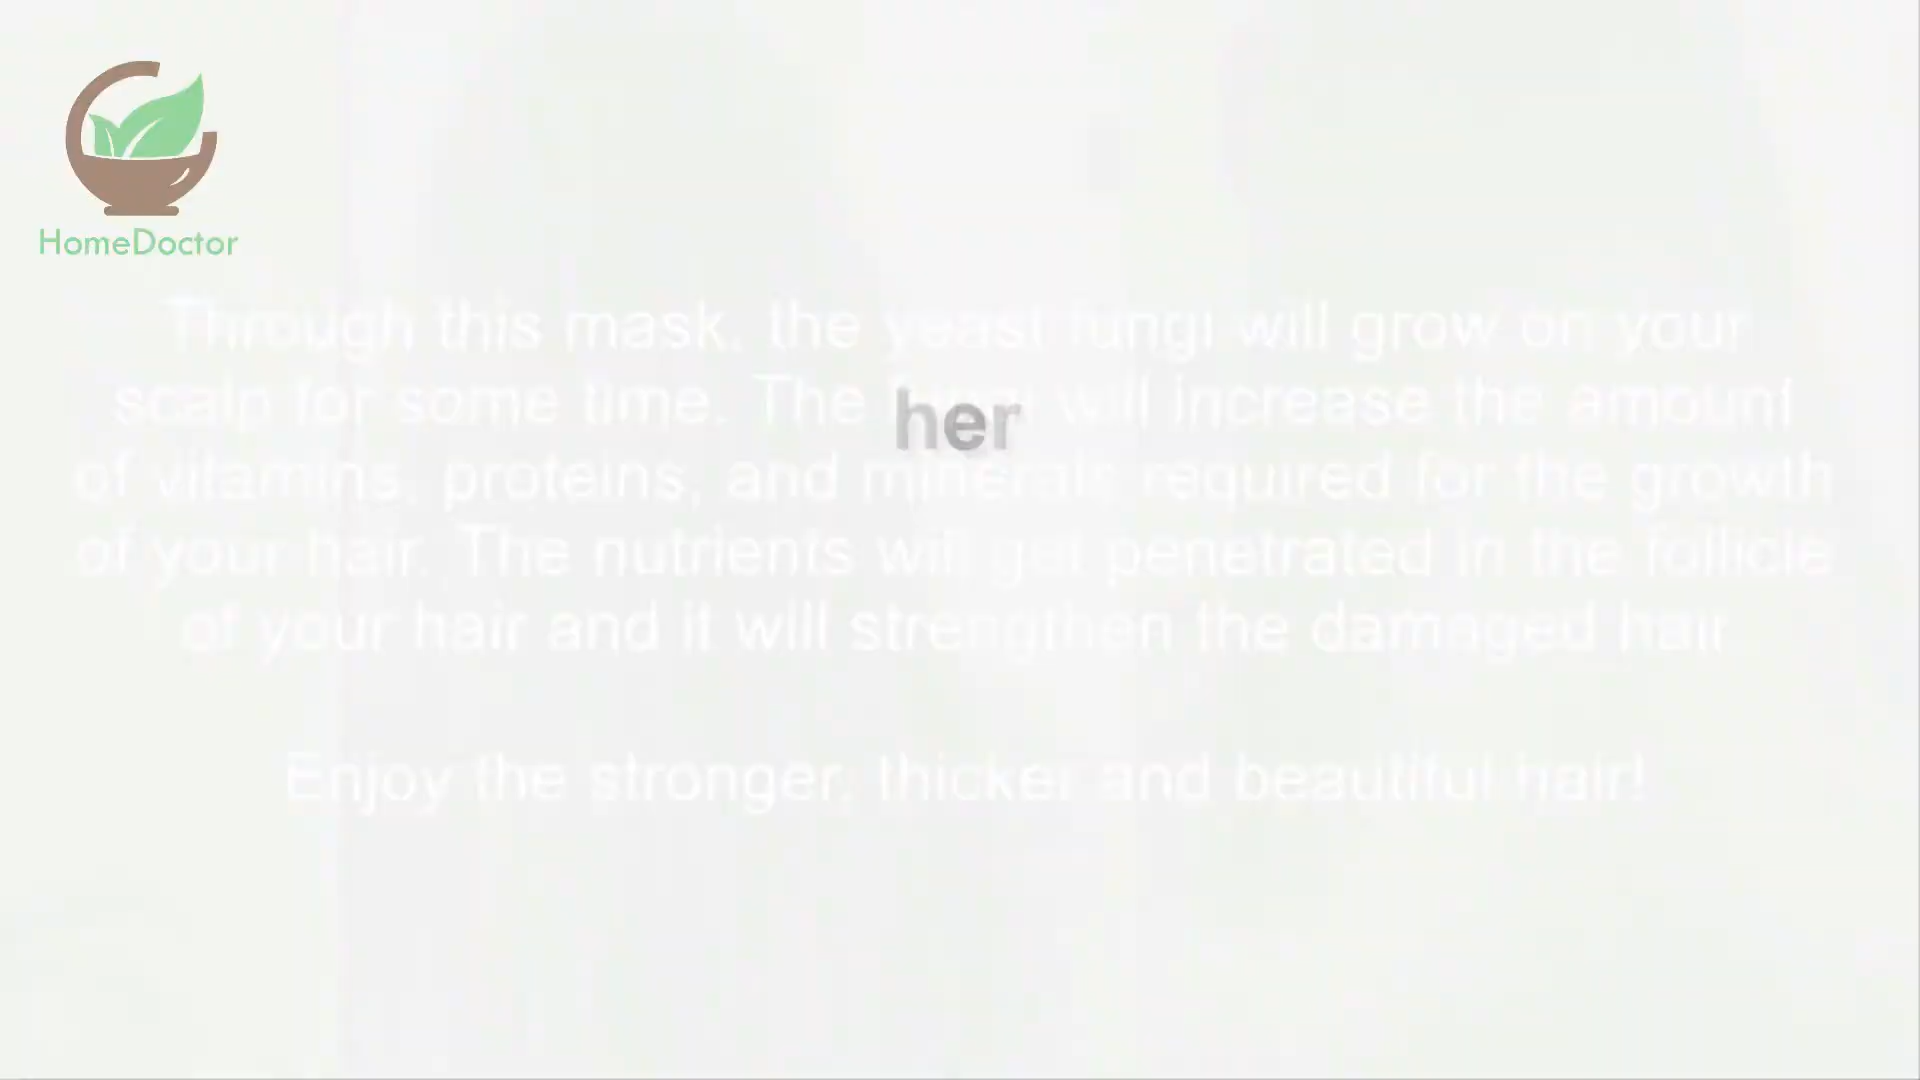 HomeDoctor
Through this mask, the yeast fungi will grow on your
scalp for some time. The will increase the amount
her
of vitamins, proteins, and minerals required for the growth
of your hair. The nutrients will get penetrated in the follicle
of your hair and it will strengthen the damaged hair
Enjoy the stronger, thicker and beautiful hair!